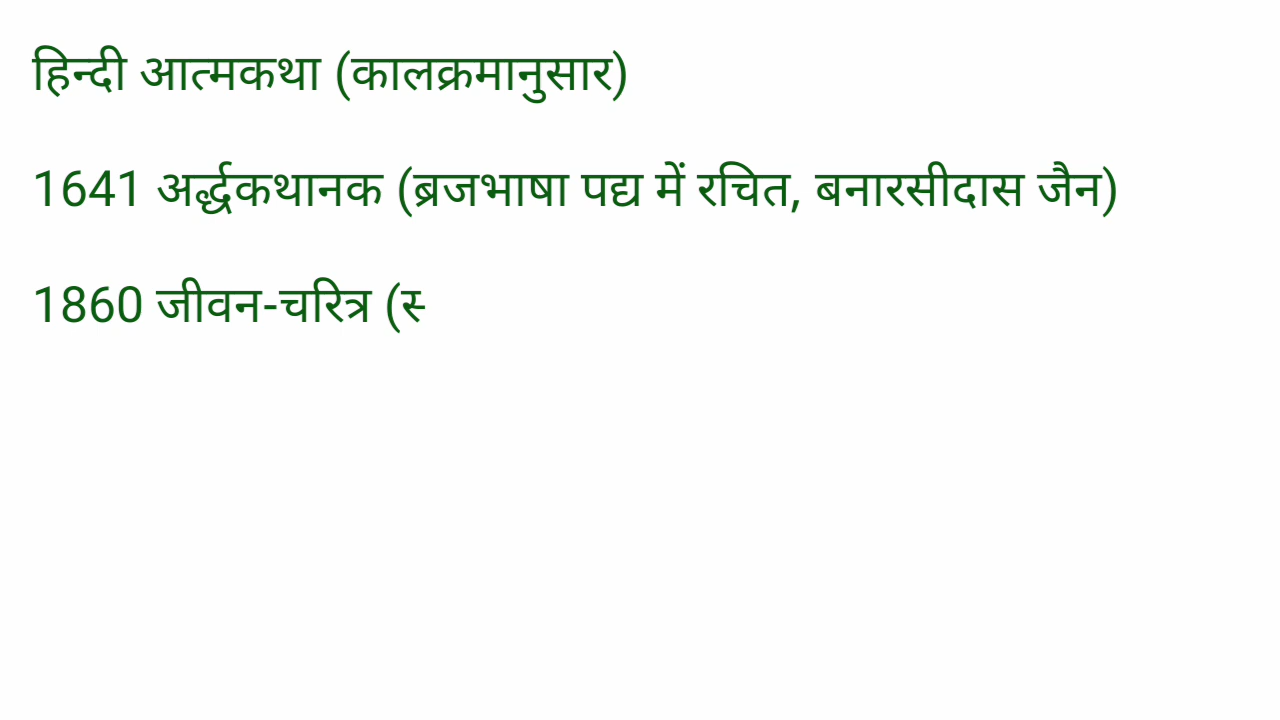 हिन्दी आत्मकथा (कालक्रमानुसार)
1641 अर्द्धकथानक (ब्रजभाषा पद्य में रचित, बनारसीदास जैन)
1860 जीवन-चरित्र (स्‍